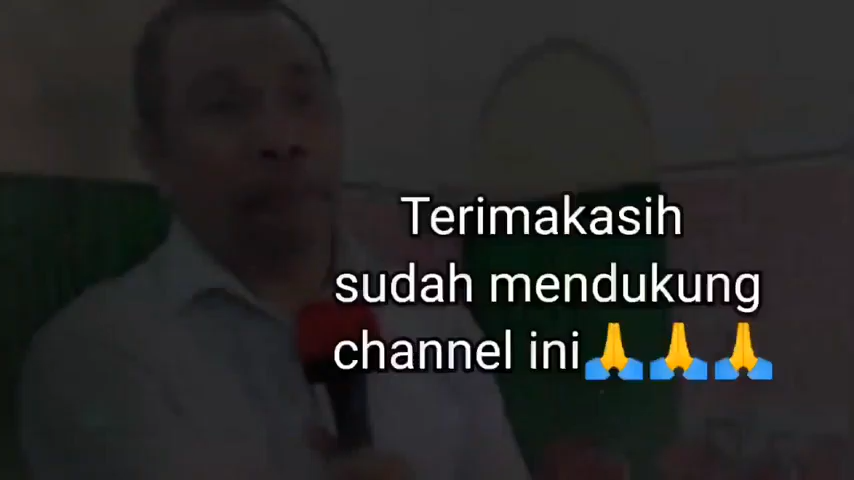 Terimakasih
sudah mendukung
channel ini🙏🙏🙏